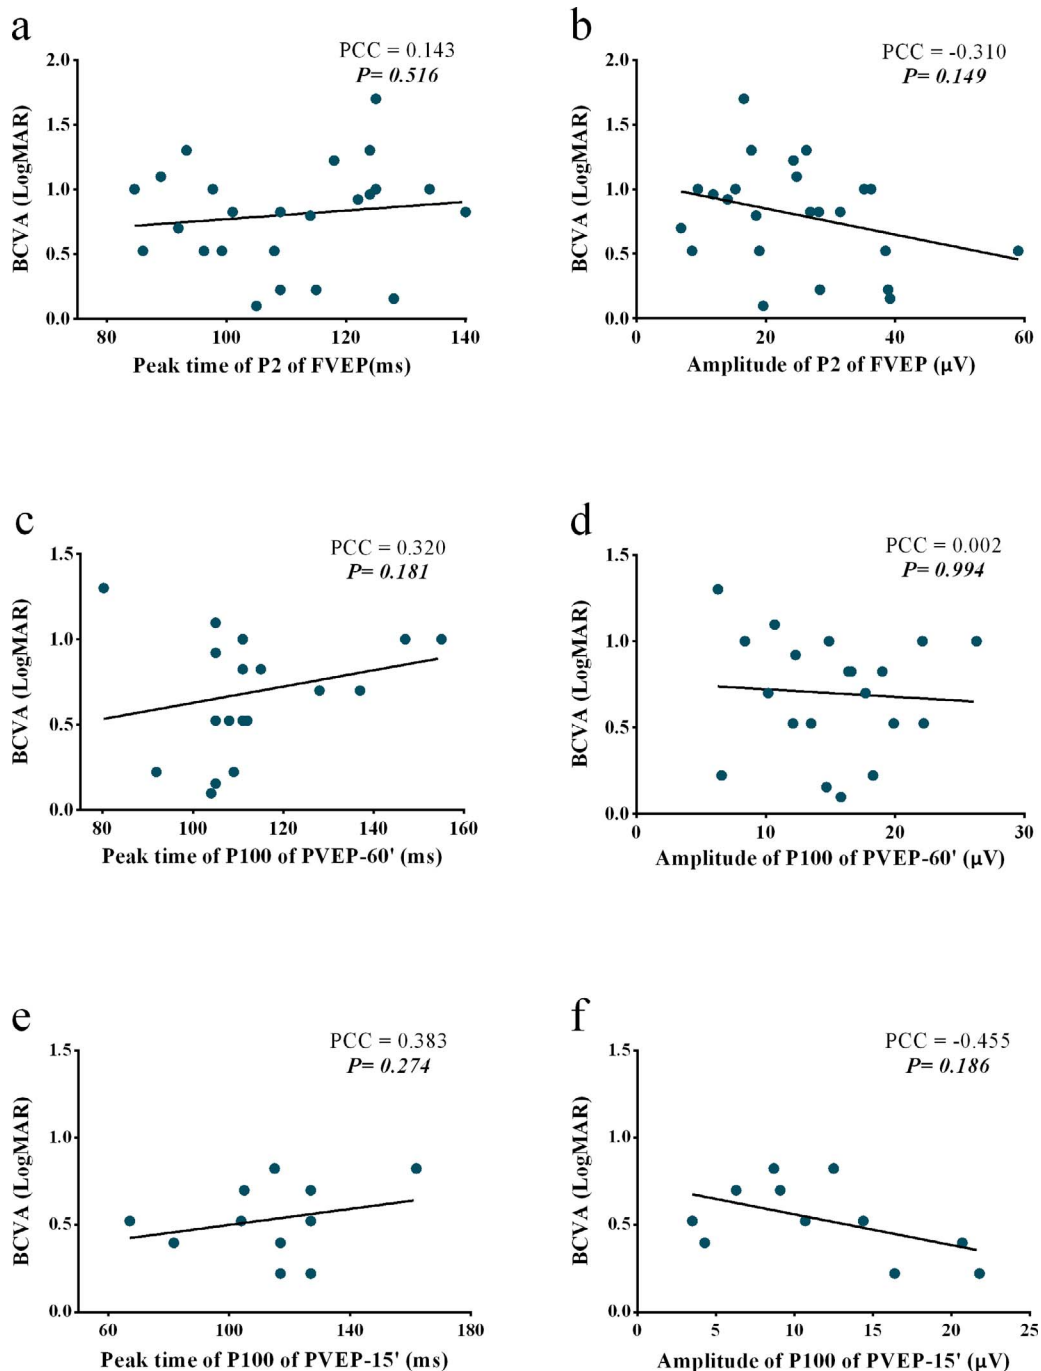 a
PCC = 0.143
P= 0.516
2.0
1.5
1.0
0.5
0.0
BCVA (LogMAR)
80 100 120 140
Peak time of P2 of FVEP(ms)
b
PCC = -0.310
P= 0.149
2.0
1.5
1.0
0.5
0.0
BCVA (LogMAR)
0 20 40 60
Amplitude of P2 of FVEP (μV)
c
PCC = 0.320
P= 0.181
1.5
1.0
0.5
0.0
BCVA (LogMAR)
80 100 120 140 160
Peak time of P100 of PVEP-60' (ms)
d
PCC = 0.002
P= 0.994
1.5
1.0
0.5
0.0
BCVA (LogMAR)
0 10 20 30
Amplitude of P100 of PVEP-60' (μV)
e
PCC = 0.383
P= 0.274
1.5
1.0
0.5
0.0
BCVA (LogMAR)
60 100 140 180
Peak time of P100 of PVEP-15' (ms)
f
PCC = -0.455
P= 0.186
1.5
1.0
0.5
0.0
BCVA (LogMAR)
0 5 10 15 20 25
Amplitude of P100 of PVEP-15' (μV)